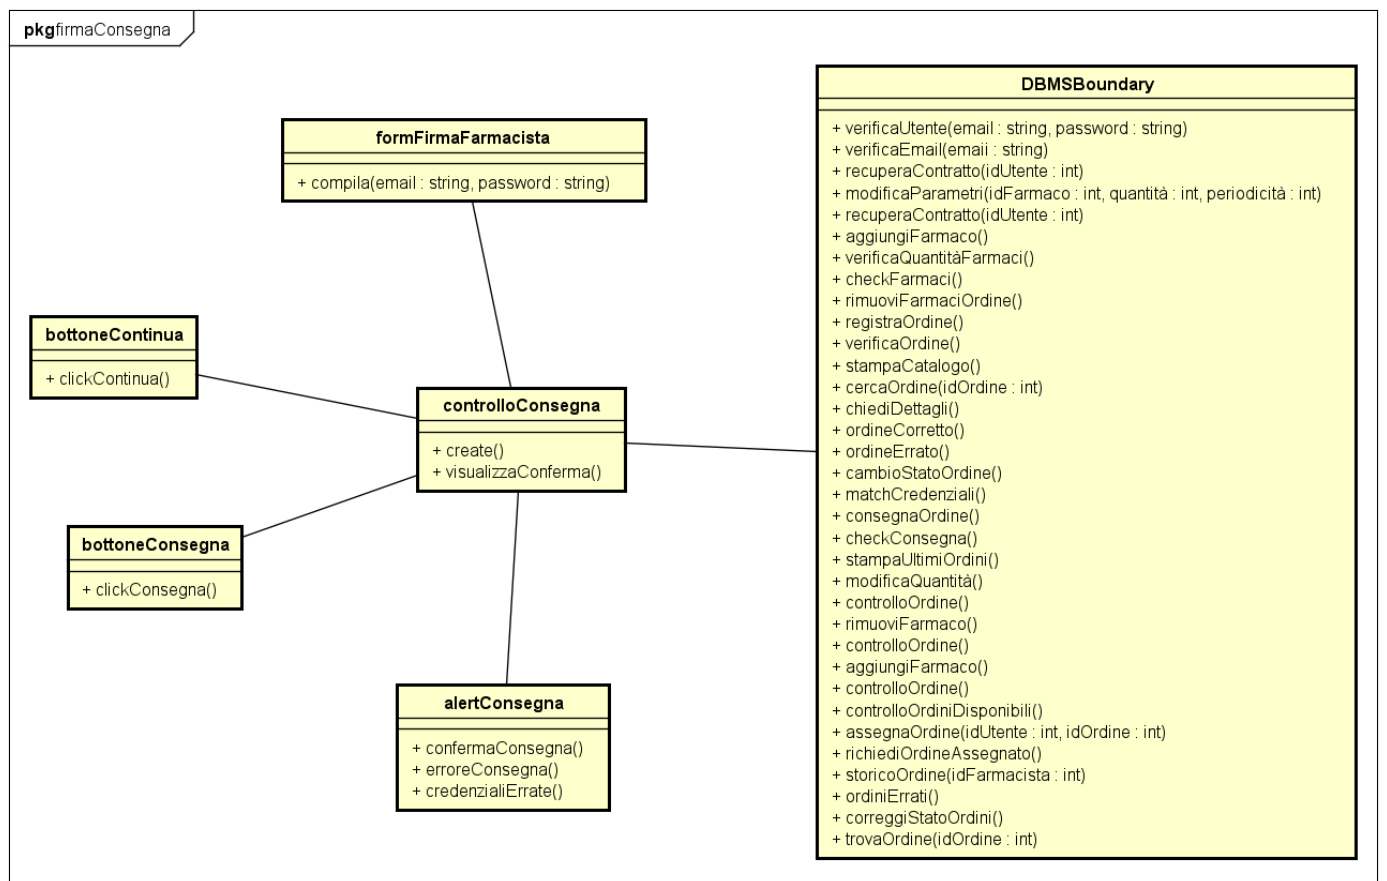 pkgfirmaConsegna
formFirmaFarmacista
+ compila(email : string, password : string)
bottoneContinua
+ clickContinua()
controlloConsegna
+ create()
+ visualizzaConferma()
bottoneConsegna
+ clickConsegna()
alertConsegna
+ confermaConsegna()
+ erroreConsegna()
+ credenzialiErrate()
DBMSBoundary
+ verificaUtente(email : string, password : string)
+ verificaEmail(emaii : string)
+ recuperaContratto(idUtente : int)
+ modificaParametri(idFarmaco : int, quantità : int, periodicità : int)
+ recuperaContratto(idUtente : int)
+ aggiungiFarmaco()
+ verificaQuantitàFarmaci()
+ checkFarmaci()
+ rimuoviFarmaciOrdine()
+ registraOrdine()
+ verificaOrdine()
+ stampaCatalogo()
+ cercaOrdine(idOrdine : int)
+ chiediDettagli()
+ ordineCorretto()
+ ordineErrato()
+ cambioStatoOrdine()
+ matchCredenziali()
+ consegnaOrdine()
+ checkConsegna()
+ stampaUltimiOrdini()
+ modificaQuantità()
+ controlloOrdine()
+ rimuoviFarmaco()
+ controlloOrdine()
+ aggiungiFarmaco()
+ controlloOrdine()
+ controlloOrdiniDisponibili()
+ assegnaOrdine(idUtente : int, idOrdine : int)
+ richiediOrdineAssegnato()
+ storicoOrdine(idFarmacista : int)
+ ordiniErrati()
+ correggiStatoOrdini()
+ trovaOrdine(idOrdine : int)